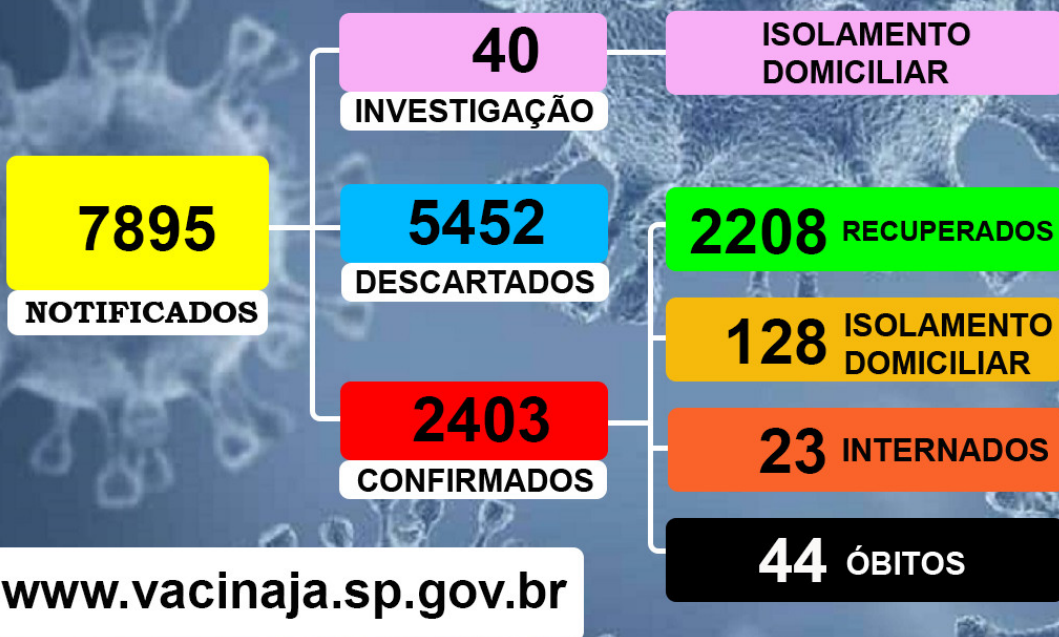 7895
NOTIFICADOS
40
INVESTIGAÇÃO
ISOLAMENTO
DOMICILIAR
5452
DESCARTADOS
2403
CONFIRMADOS
2208 RECUPERADOS
128 ISOLAMENTO
DOMICILIAR
23 INTERNADOS
44 ÓBITOS
www.vacinaja.sp.gov.br